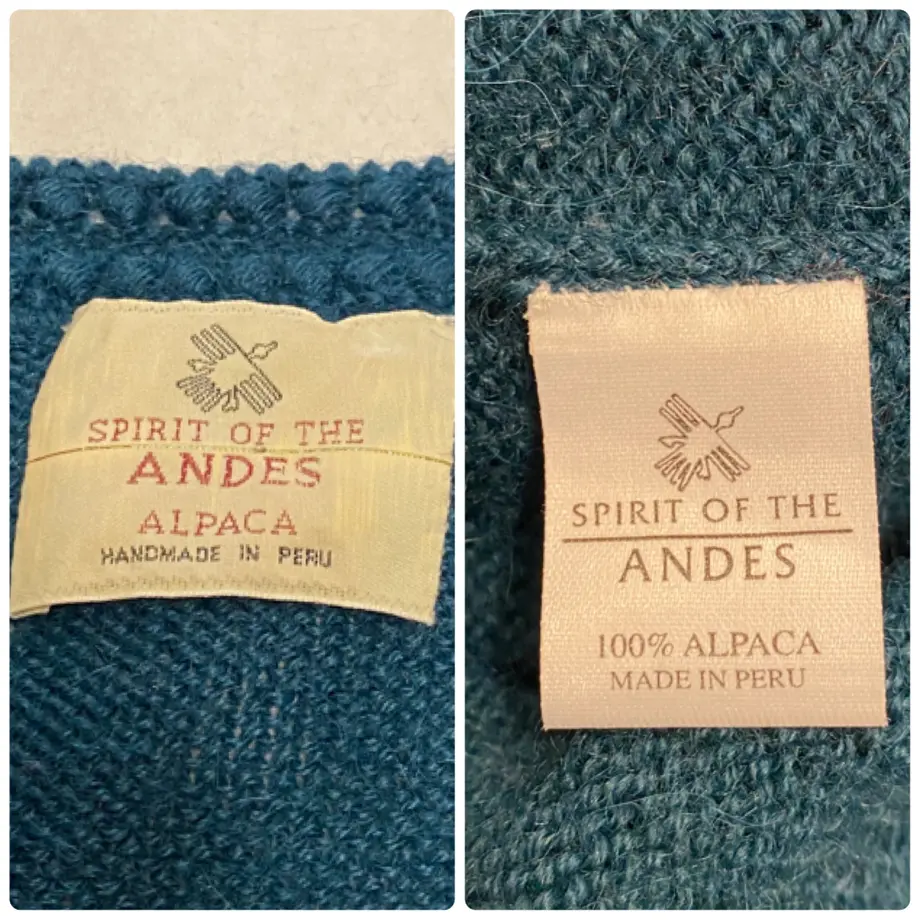 SPIRIT OF THE
ANDES
ALPACA
HANDMADE IN PERU
SPIRIT OF THE
ANDES
100% ALPACA
MADE IN PERU